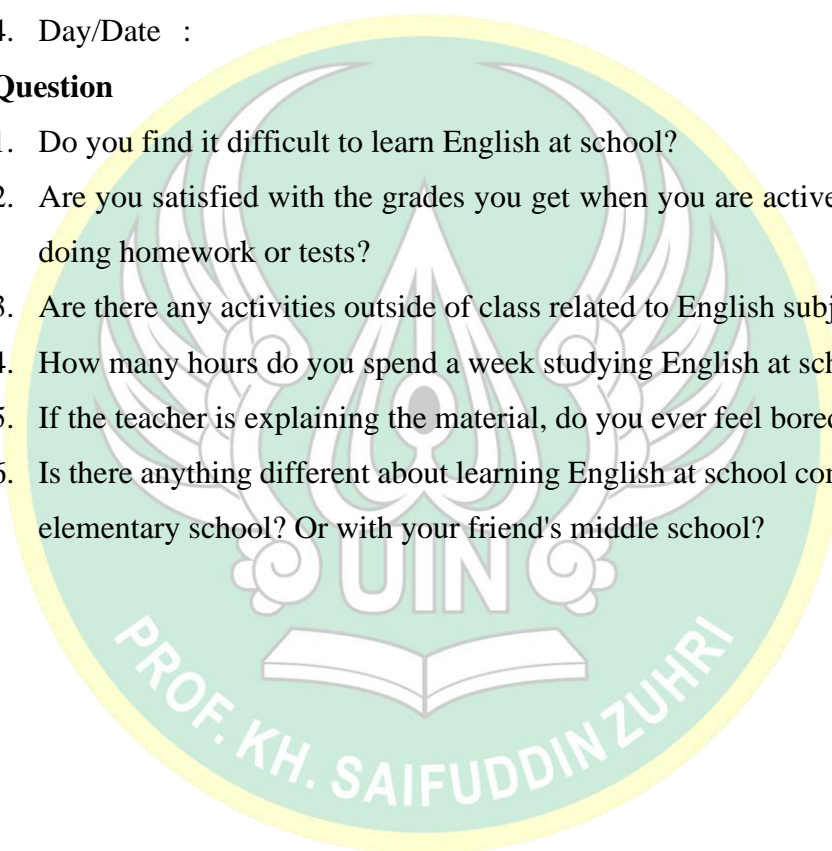 4. Day/Date :
Question
1. Do you find it difficult to learn English at school?
2. Are you satisfied with the grades you get when you are active
doing homework or tests?
3. Are there any activities outside of class related to English
4. How many hours do you spend a week studying English at
5. If the teacher is explaining the material, do you ever feel bored
6. Is there anything different about learning English at school
elementary school? Or with your friend's middle school?
UIN
PROF. KH. SAIFUDDIN ZUHRI